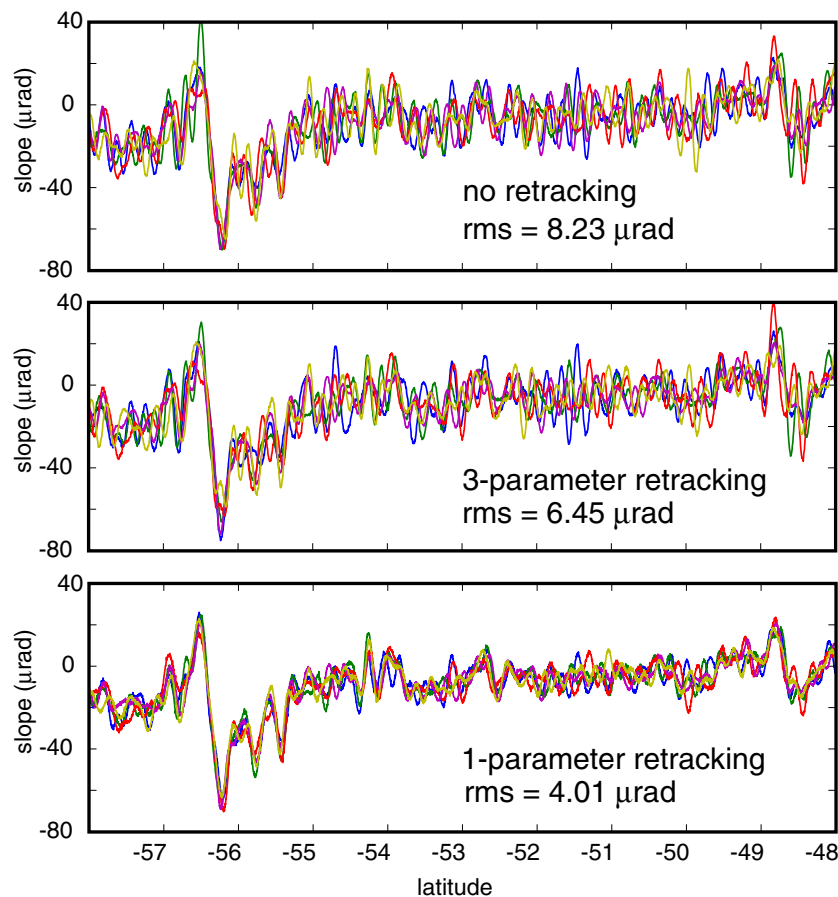 40
0
-40
-80
slope (μrad)
no retracking
rms = 8.23 μrad
40
0
-40
-80
slope (μrad)
3-parameter retracking
rms = 6.45 μrad
40
0
-40
-80
slope (μrad)
1-parameter retracking
rms = 4.01 μrad
-57 -56 -55 -54 -53 -52 -51 -50 -49 -48
latitude